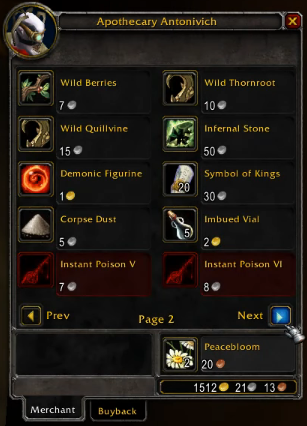 Apothecary Antonivich
Wild Berries
7
Wild Thornroot
10
Wild Quillvine
15
Infernal Stone
50
Demonic Figurine
1
20
Symbol of Kings
30
Corpse Dust
5
5
Imbued Vial
2
Instant Poison V
7
Instant Poison VI
8
Prev
Page 2
Next
2
Peacebloom
20
1512 21 13
Merchant
Buyback